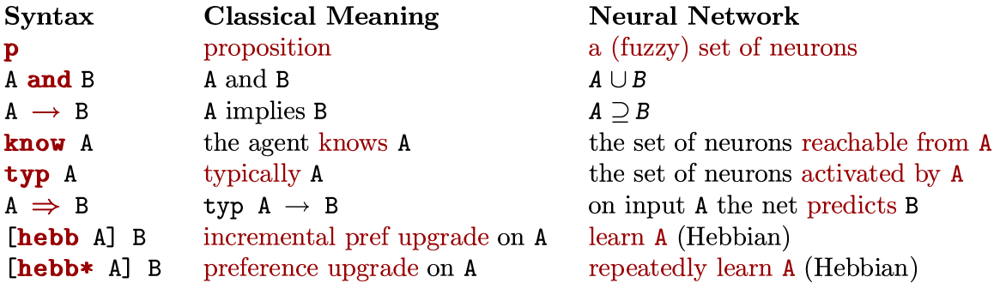 Syntax Classical Meaning Neural Network
p proposition a (fuzzy) set of neurons
A and B A and B A ∪ B
A → B A implies B A ⊇ B
know A the agent knows A the set of neurons reachable from A
typ A typically A the set of neurons activated by A
A ⇒ B typ A → B on input A the net predicts B
[hebb A] B incremental pref upgrade on A learn A (Hebbian)
[hebb* A] B preference upgrade on A repeatedly learn A (Hebbian)